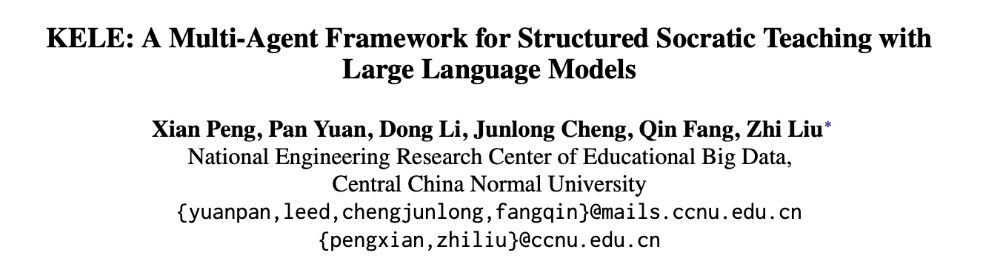 KELE: A Multi-Agent Framework for Structured Socratic Teaching with
Large Language Models
Xian Peng, Pan Yuan, Dong Li, Junlong Cheng, Qin Fang, Zhi Liu*
National Engineering Research Center of Educational Big Data,
Central China Normal University
{yuanpan,leed,chengjunlong,fangqin}@mails.ccnu.edu.cn
{pengxian,zhiliu}@ccnu.edu.cn